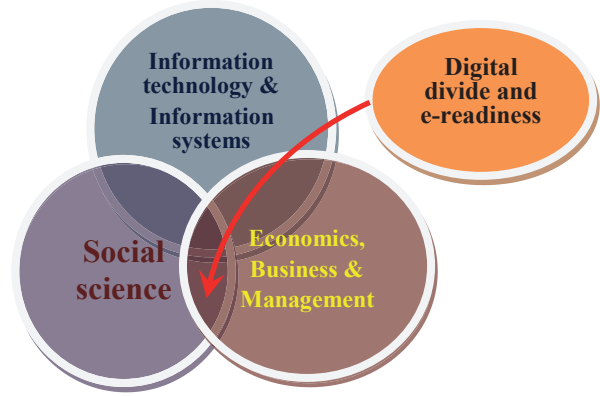 Information
technology &
Information
systems
Digital
divide and
e-readiness
Social
science
Economics,
Business &
Management